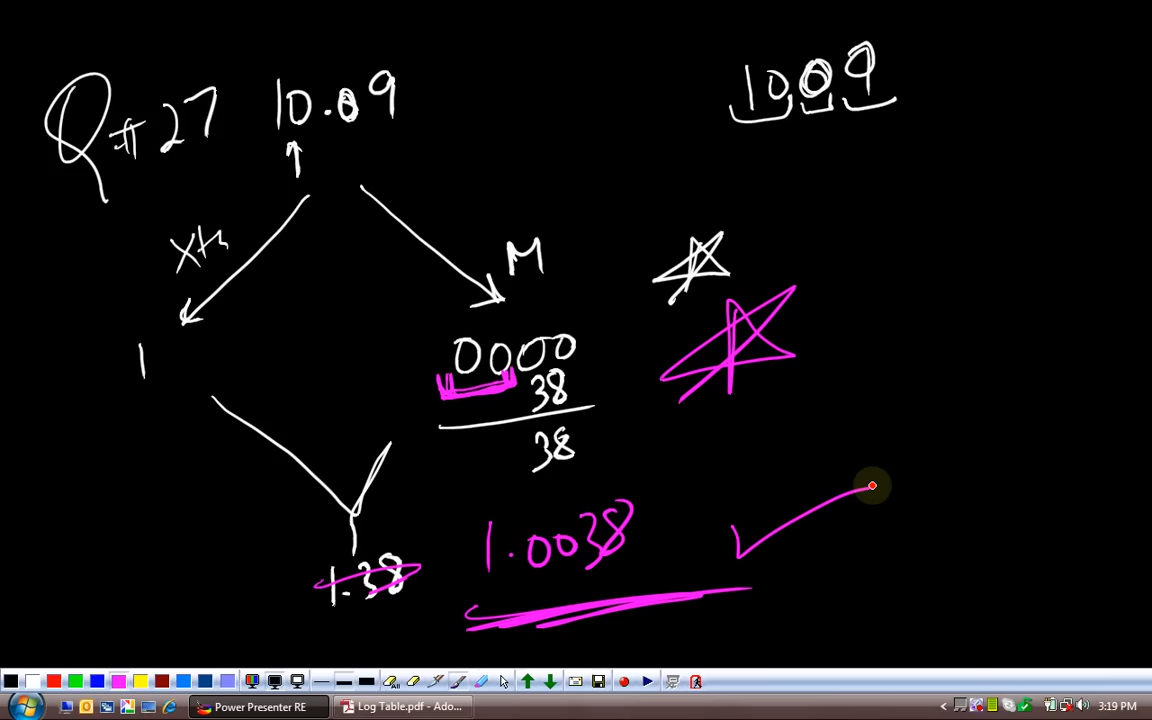 Q#27 10.09
1009
Xtr
M
1
0000
38
38
1.0038
1.38
Power Presenter RE
Log Table.pdf - Ado...
3:19 PM